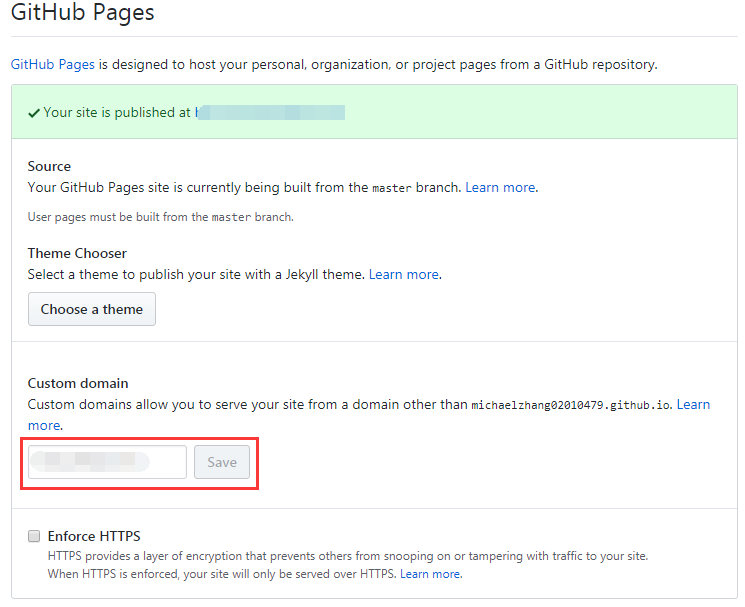 GitHub Pages
GitHub Pages is designed to host your personal, organization, or project pages from a GitHub repository.
Your site is published at
Source
Your GitHub Pages site is currently being built from the master branch. Learn more.
User pages must be built from the master branch.
Theme Chooser
Select a theme to publish your site with a Jekyll theme. Learn more.
Choose a theme
Custom domain
Custom domains allow you to serve your site from a domain other than michaelzhang02010479.github.io. Learn
more.
Save
Enforce HTTPS
HTTPS provides a layer of encryption that prevents others from snooping on or tampering with traffic to your site.
When HTTPS is enforced, your site will only be served over HTTPS. Learn more.